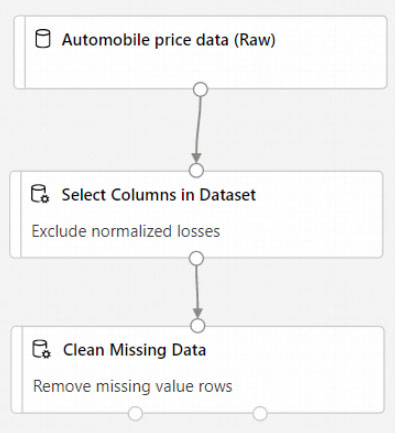 Automobile price data (Raw)
Select Columns in Dataset
Exclude normalized losses
Clean Missing Data
Remove missing value rows